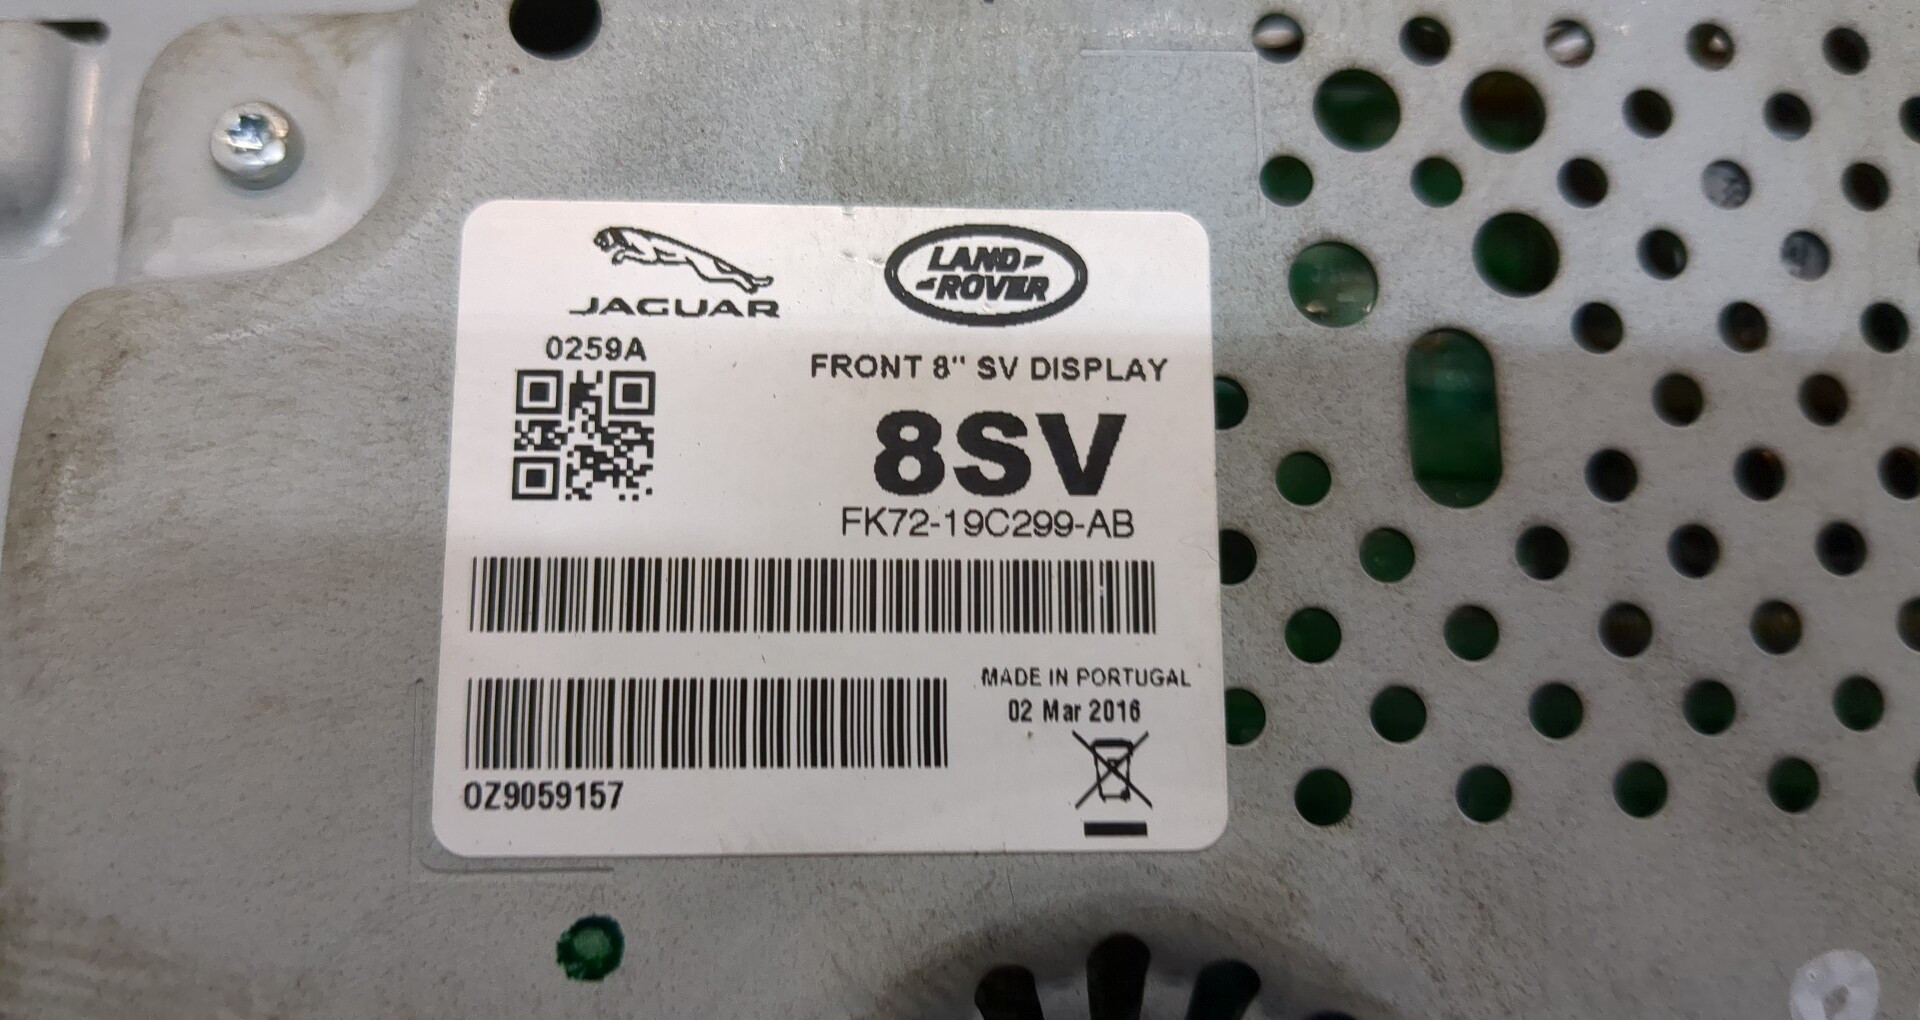 JAGUAR
LAND-
-ROVER
0259A
FRONT 8" SV DISPLAY
8SV
FK72-19C299-AB
MADE IN PORTUGAL
02 Mar 2016
0Z9059157